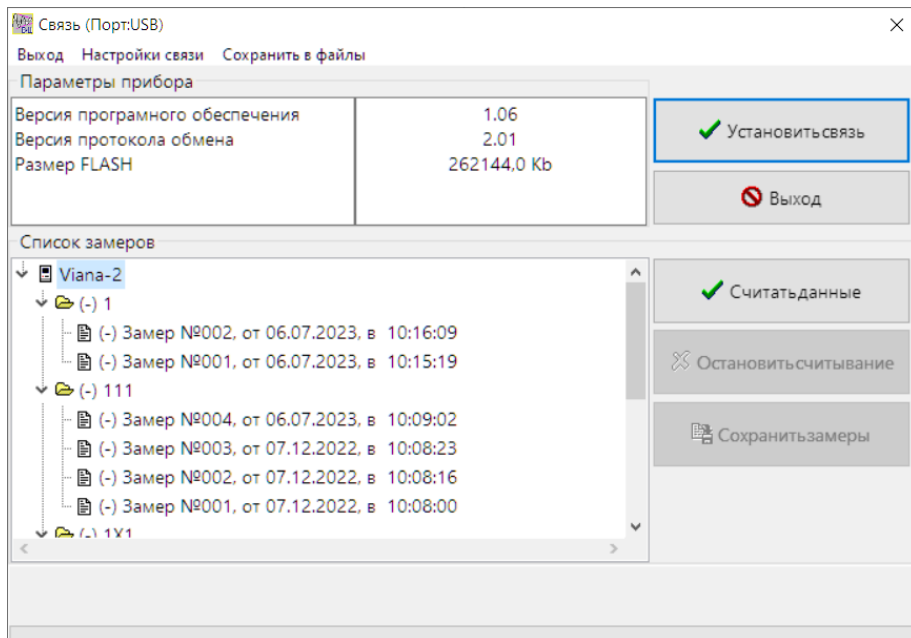 Связь (Порт:USB)
Выход Настройки связи Сохранить в файлы
Параметры прибора
Версия програмного обеспечения 1.06
Версия протокола обмена 2.01
Размер FLASH 262144,0 Kb
Установитьсвязь
Выход
Список замеров
Viana-2
(-) 1
(-) Замер №002, от 06.07.2023, в 10:16:09
(-) Замер №001, от 06.07.2023, в 10:15:19
(-) 111
(-) Замер №004, от 06.07.2023, в 10:09:02
(-) Замер №003, от 07.12.2022, в 10:08:23
(-) Замер №002, от 07.12.2022, в 10:08:16
(-) Замер №001, от 07.12.2022, в 10:08:00
(-) 1X1
Считатьданные
Остановитьсчитывание
Сохранитьзамеры